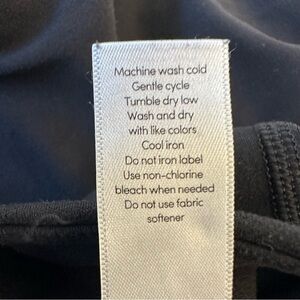 Machine wash cold
Gentle cycle
Tumble dry low
Wash and dry
with like colors
Cool iron
Do not iron label
Use non-chlorine
bleach when needed
Do not use fabric
softener